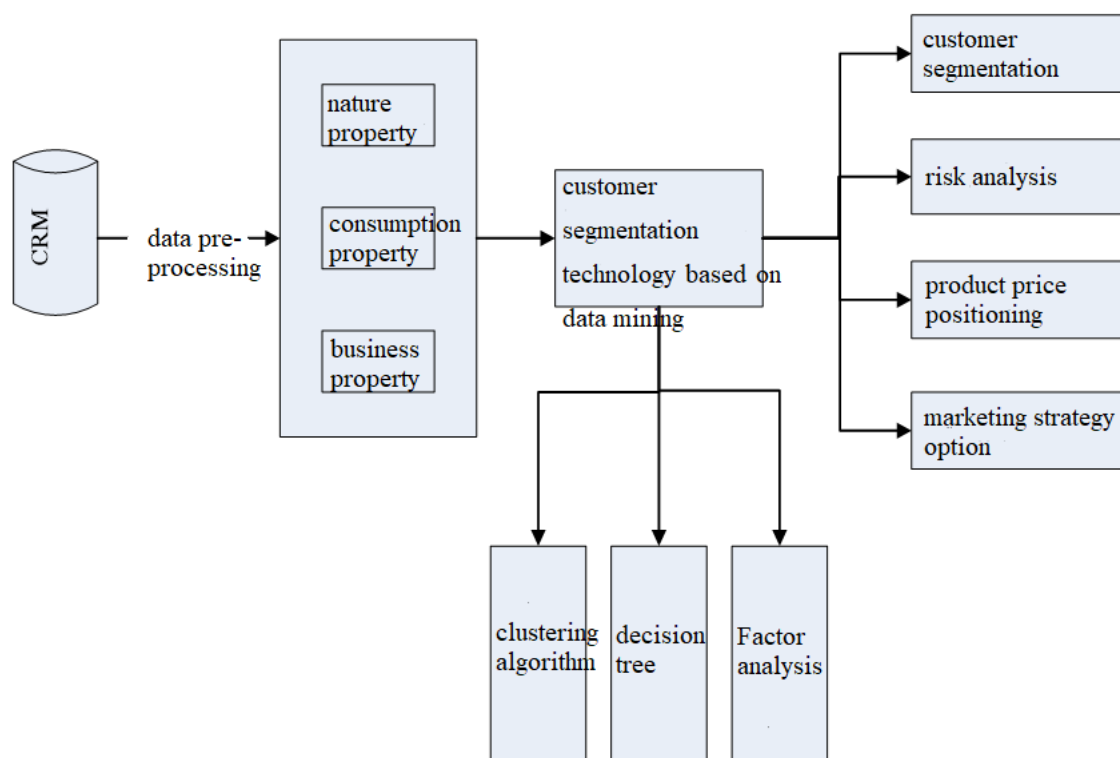 CRM
data pre-
processing
nature
property
consumption
property
business
property
customer
segmentation
technology based on
data mining
customer
segmentation
risk analysis
product price
positioning
marketing strategy
option
clustering
algorithm
decision
tree
Factor
analysis